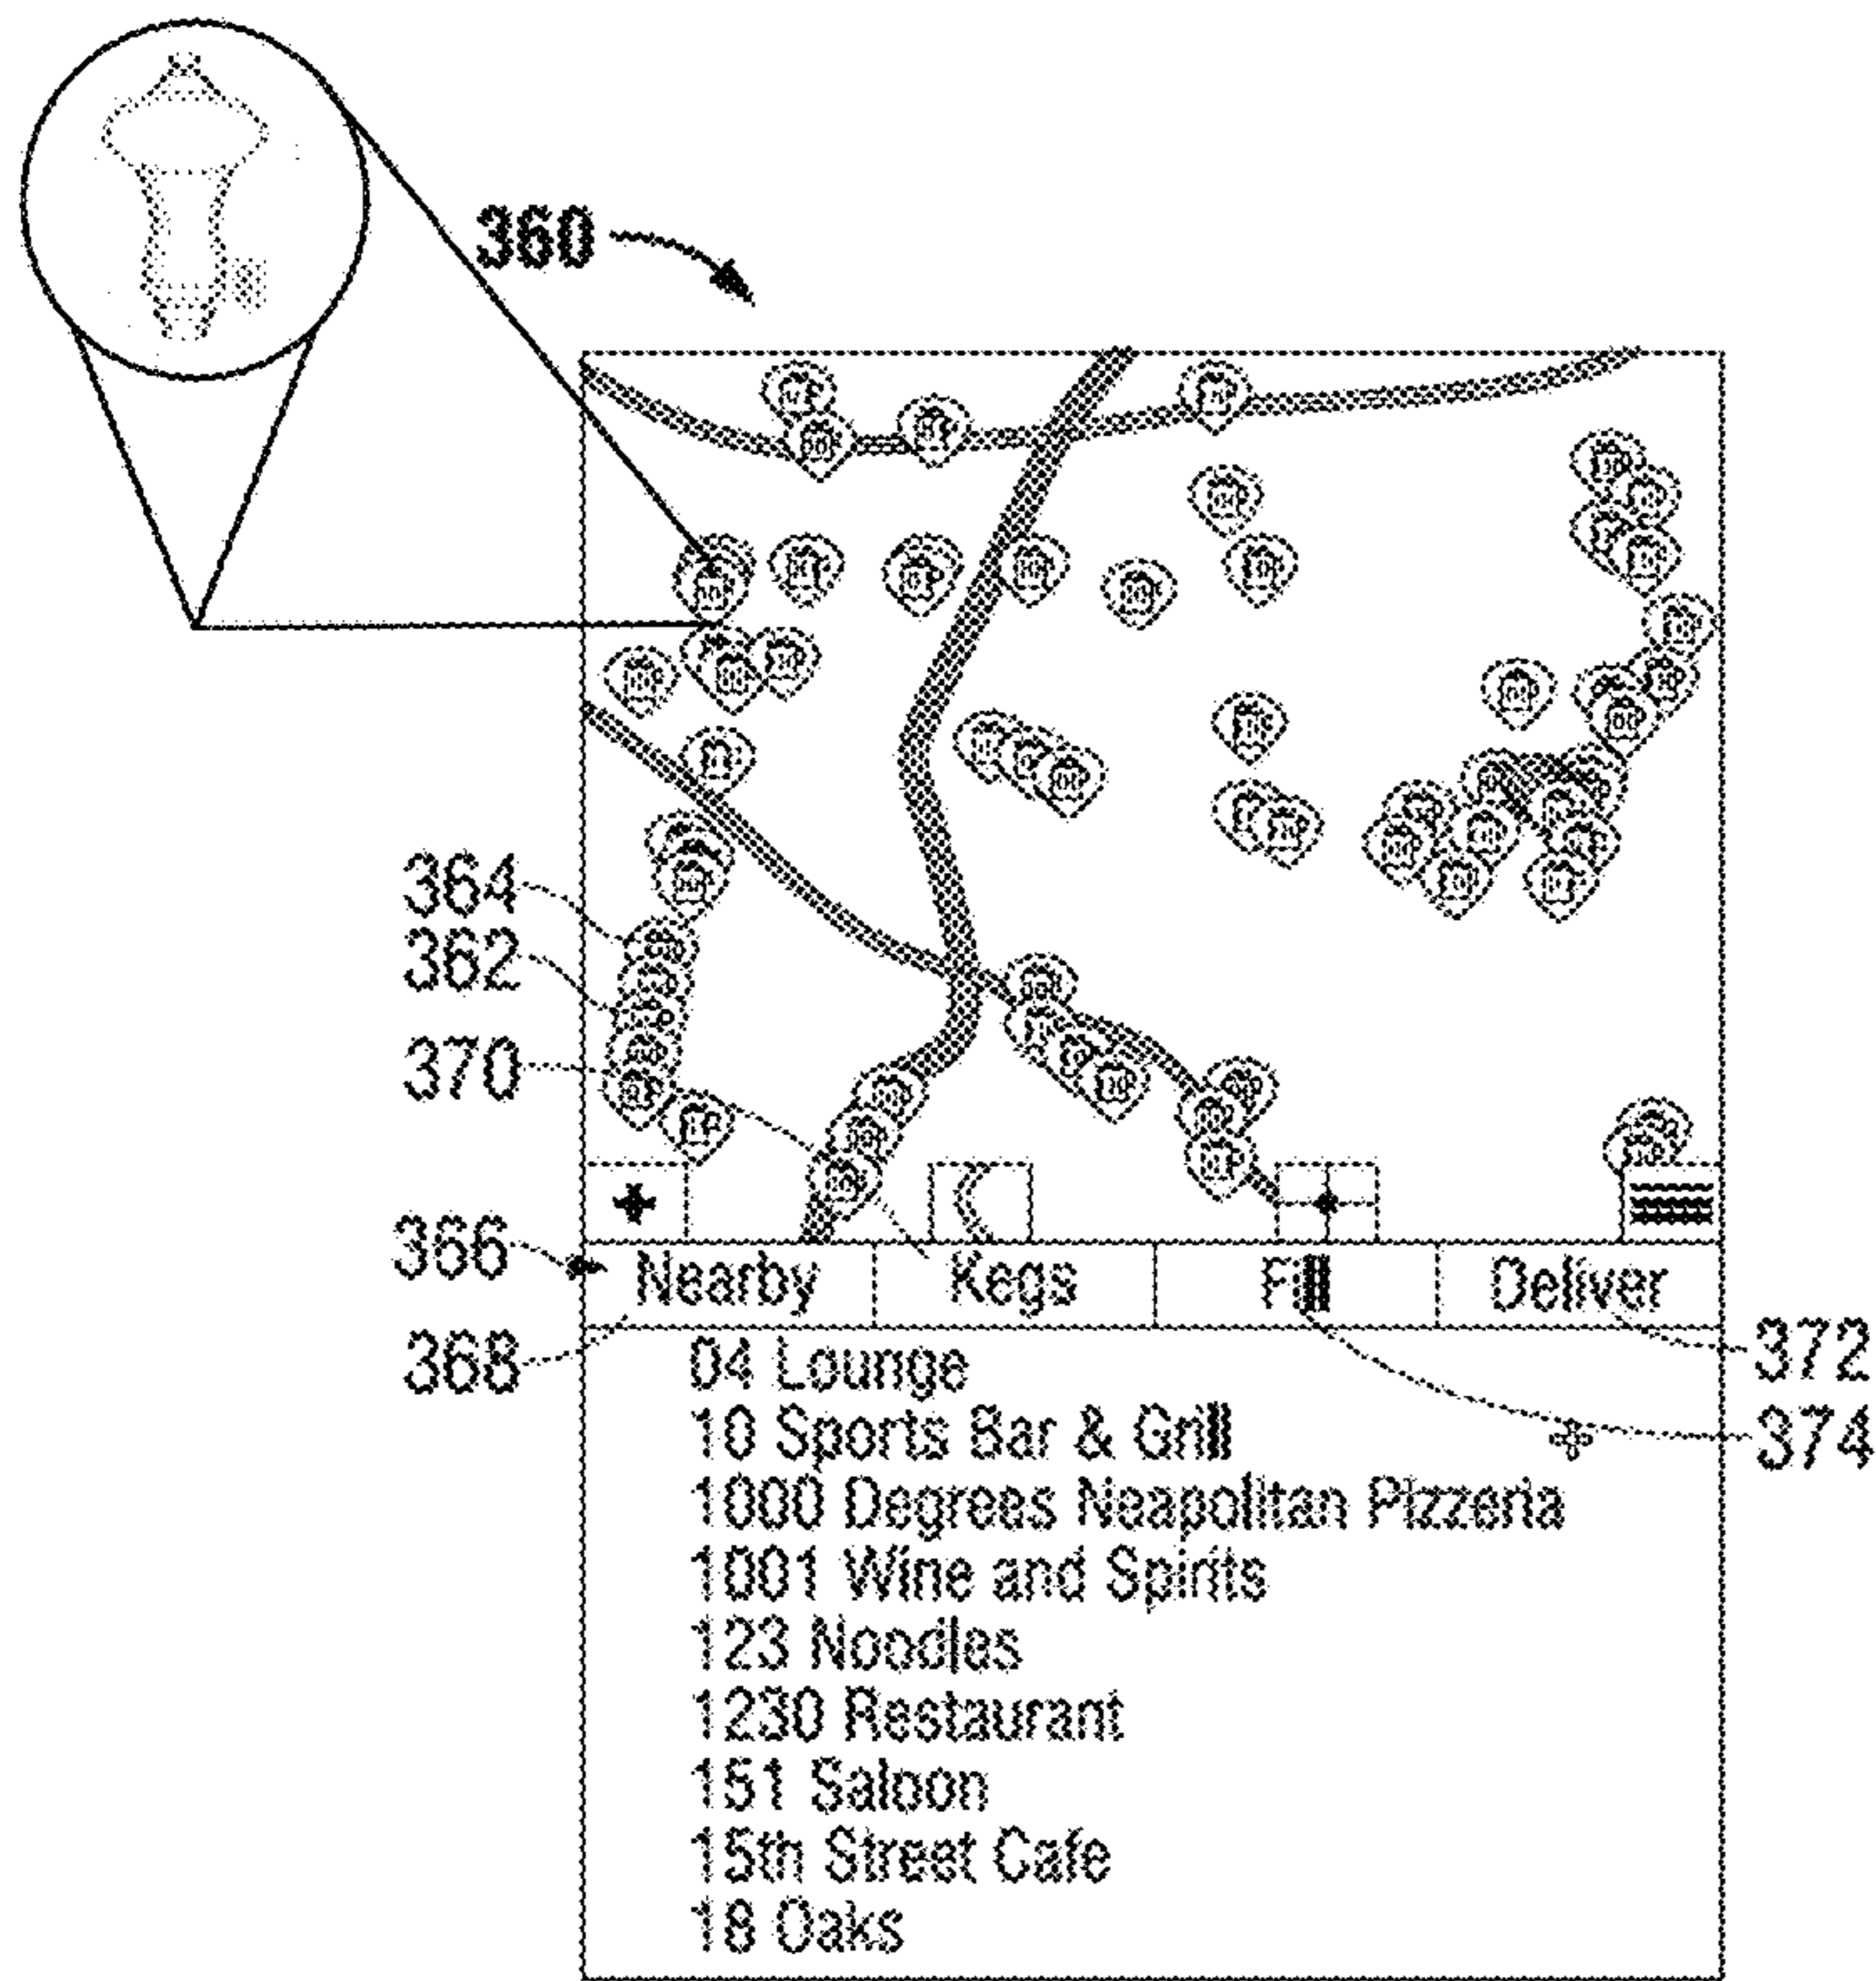 360
364
362
370
366
Nearby Kegs Fill Deliver
368
372
04 Lounge
374
10 Sports Bar & Grill
1000 Degrees Neapolitan Pizzeria
1001 Wine and Spirits
123 Noodles
1230 Restaurant
151 Saloon
15th Street Cafe
18 Oaks